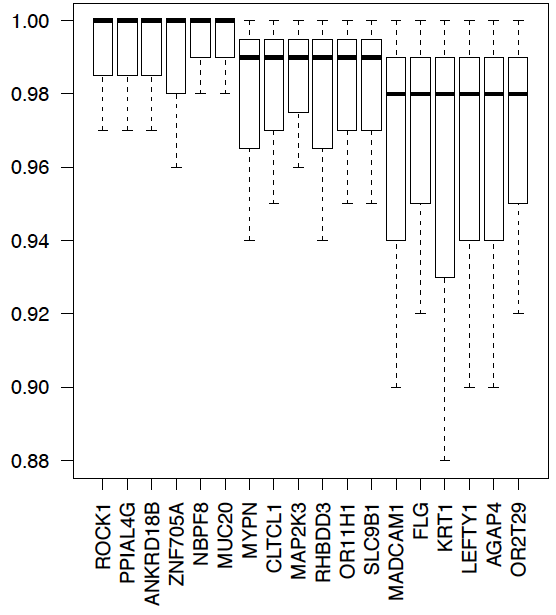 1.00
0.98
0.96
0.94
0.92
0.90
0.88
ROCK1
PPIAL4G
ANKRD18B
ZNF705A
NBPF8
MUC20
MYPN
CLTCL1
MAP2K3
RHBDD3
OR11H1
SLC9B1
MADCAM1
FLG
KRT1
LEFTY1
AGAP4
OR2T29